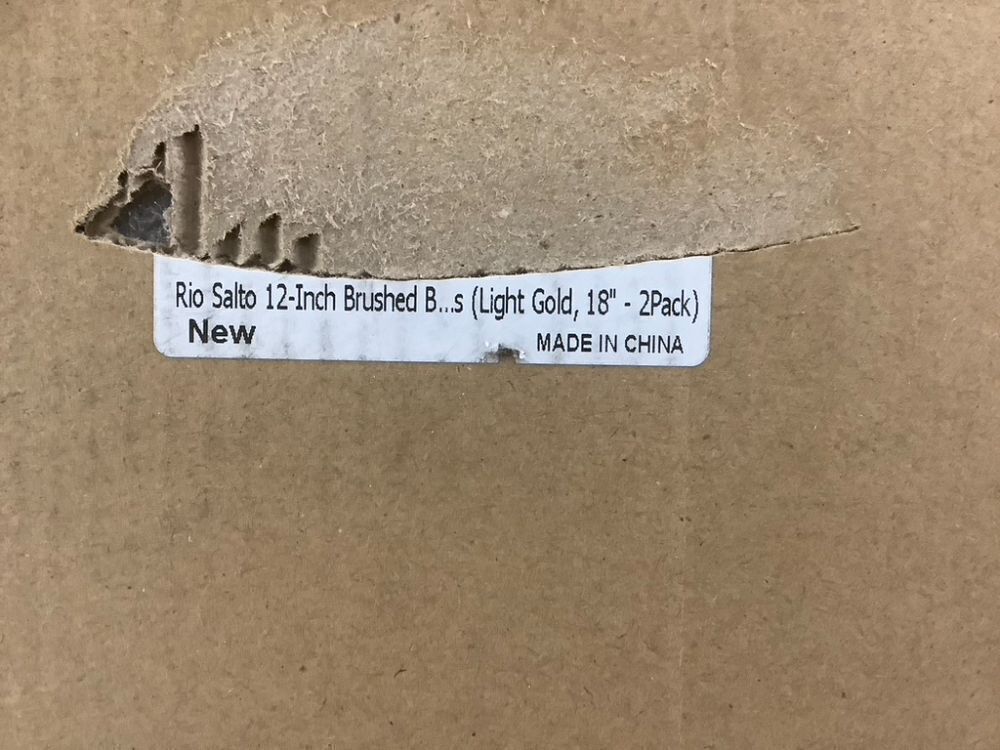 Rio Salto 12-Inch Brushed B...s (Light Gold, 18" - 2Pack)
New
MADE IN CHINA